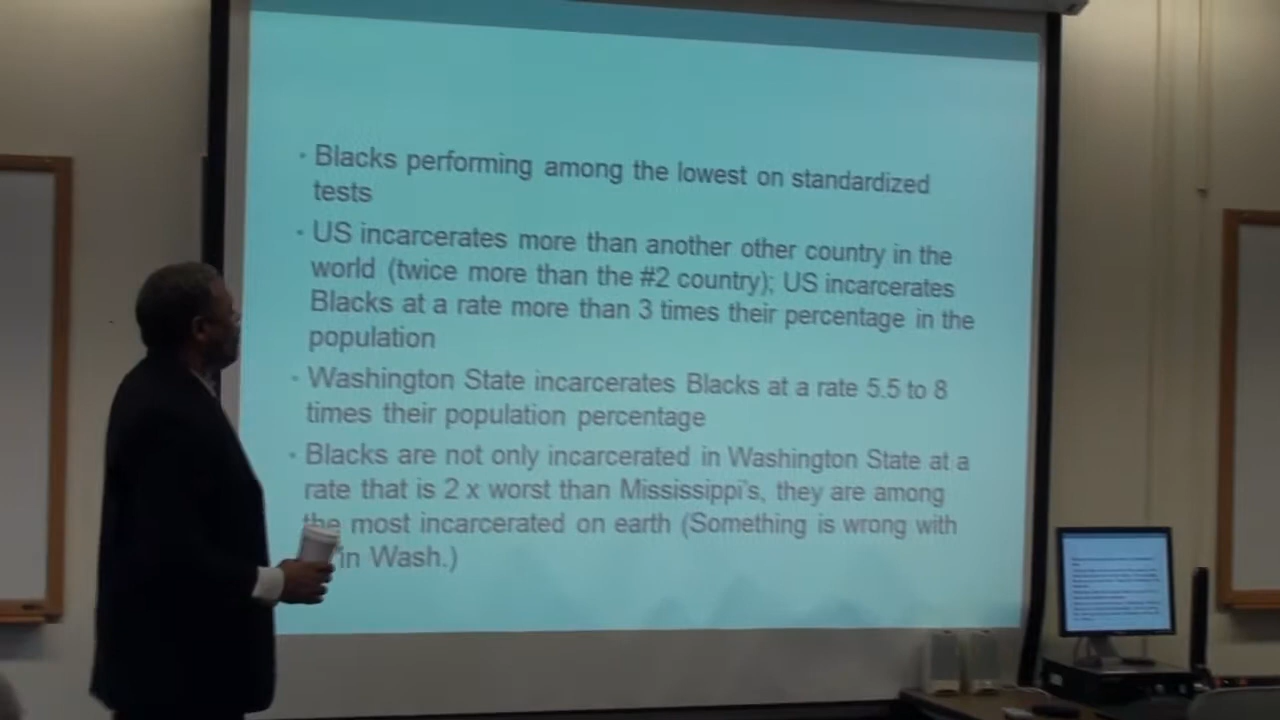 • Blacks performing among the lowest on standardized
tests
• US incarcerates more than another other country in the
world (twice more than the #2 country); US incarcerates
Blacks at a rate more than 3 times their percentage in the
population
• Washington State incarcerates Blacks at a rate 5.5 to 8
times their population percentage
• Blacks are not only incarcerated in Washington State at a
rate that is 2 x worst than Mississippi's, they are among
the most incarcerated on earth (Something is wrong with
in Wash.)